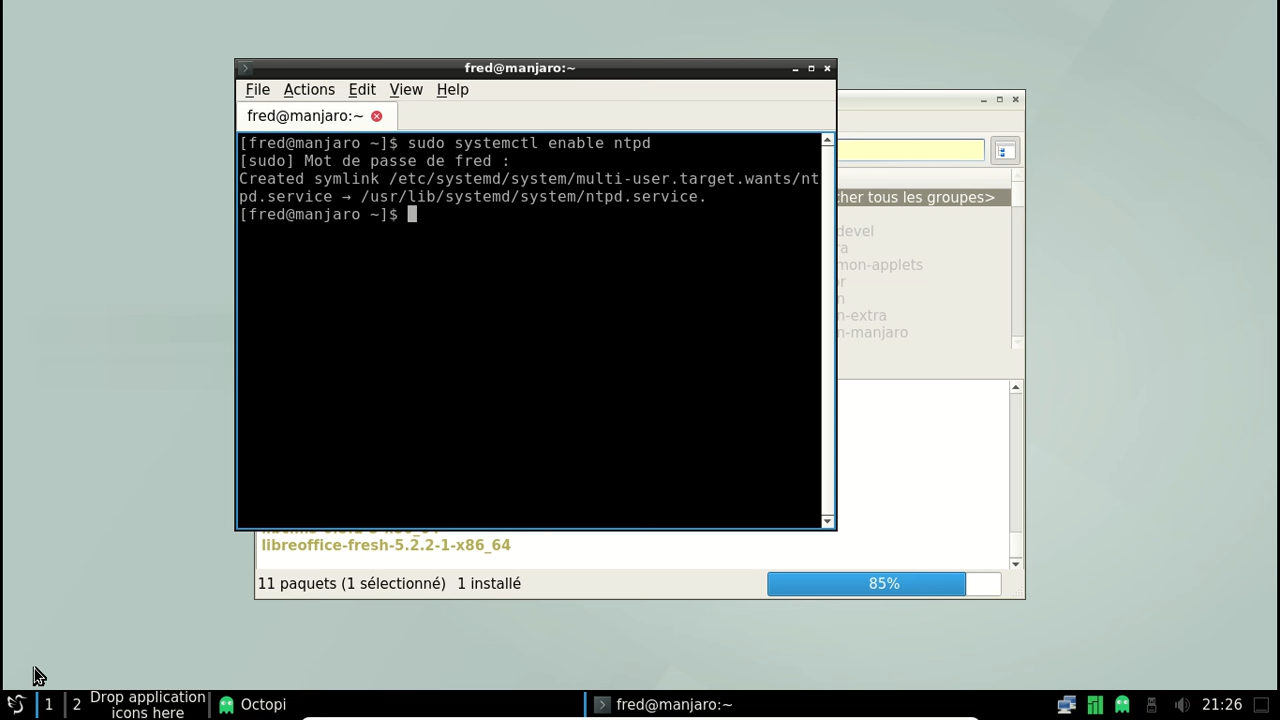 fred@manjaro:~
File Actions Edit View Help
fred@manjaro:~
[fred@manjaro ~]$ sudo systemctl enable ntpd
[sudo] Mot de passe de fred :
Created symlink /etc/systemd/system/multi-user.target.wants/nt
pd.service → /usr/lib/systemd/system/ntpd.service.
[fred@manjaro ~]$
cher tous les groupes>
devel
ra
mon-applets
or
n
n-extra
n-manjaro
libreoffice-fresh-5.2.2-1-x86_64
11 paquets (1 sélectionné) 1 installé
85%
1
2
Drop application
icons here
Octopi
fred@manjaro:~
21:26